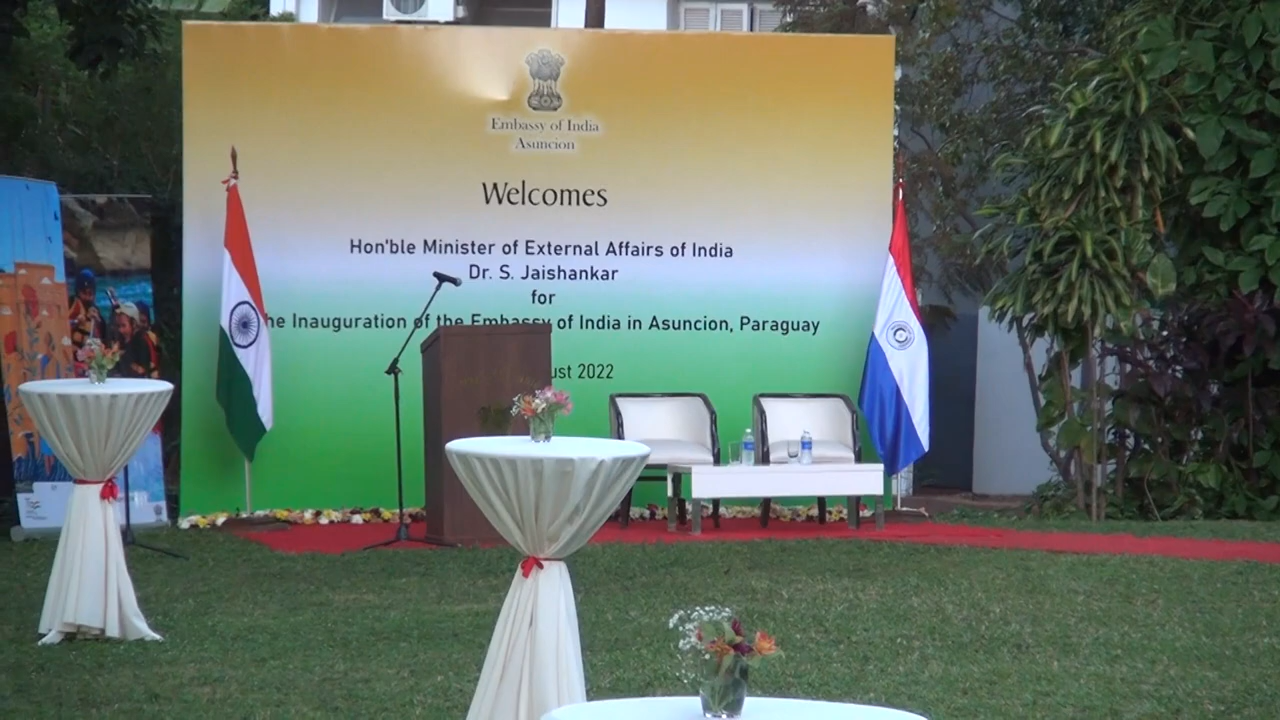 Embassy of India
Asuncion
Welcomes
Hon'ble Minister of External Affairs of India
Dr. S. Jaishankar
for
he Inauguration of the Embassy of India in Asuncion, Paraguay
ust 2022